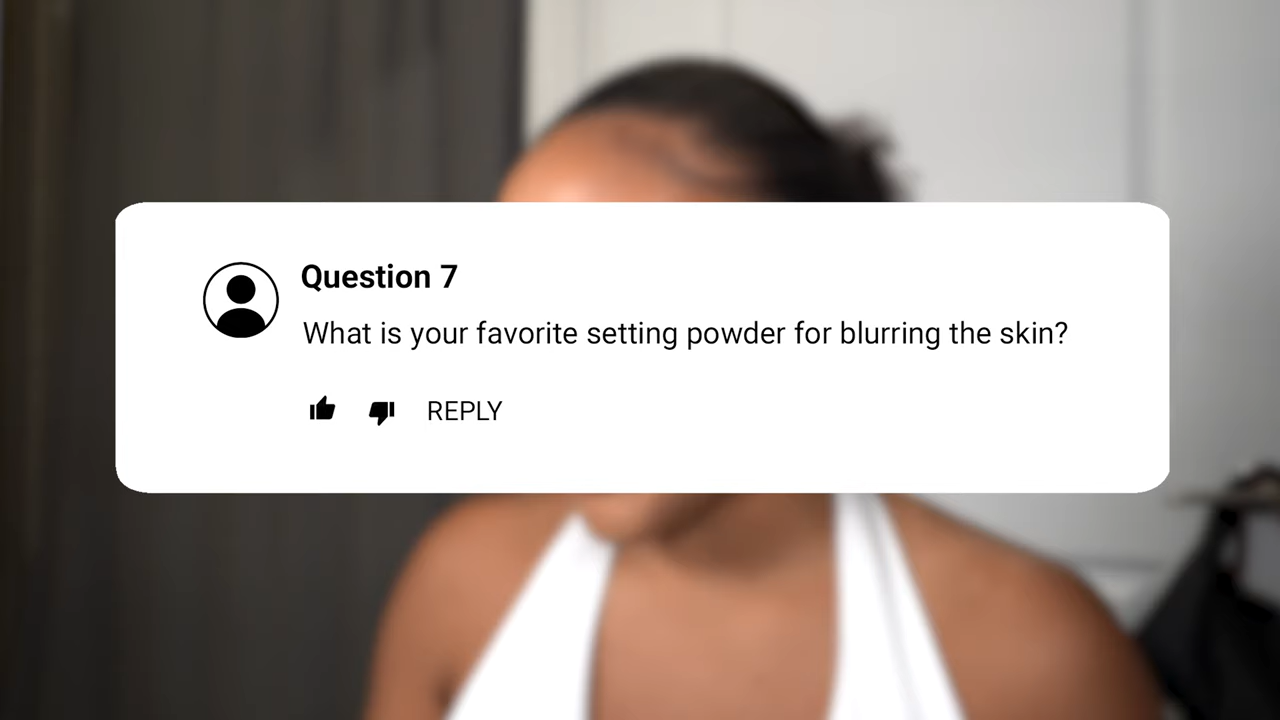 Question 7
What is your favorite setting powder for blurring the skin?
REPLY